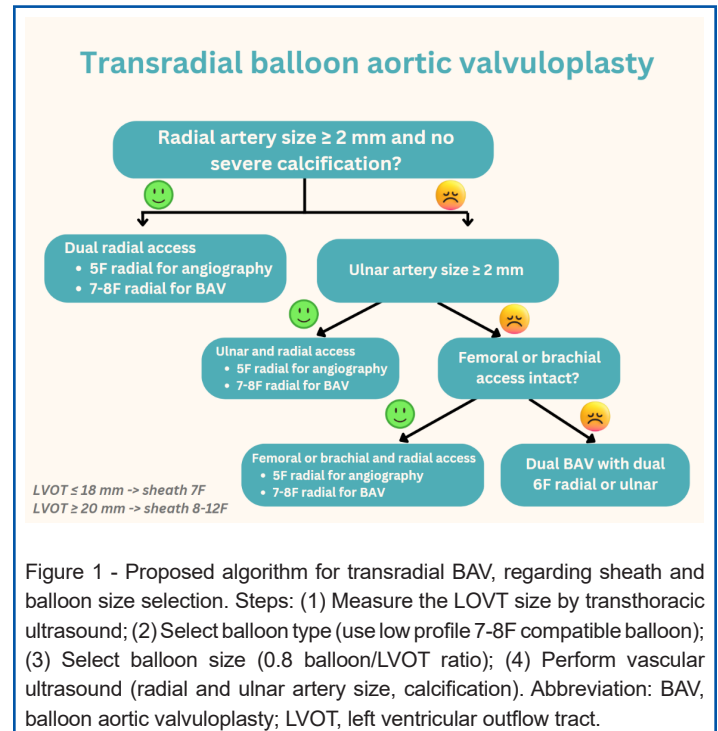 Transradial balloon aortic valvuloplasty
Radial artery size ≥ 2 mm and no
severe calcification?
Dual radial access
• 5F radial for angiography
• 7-8F radial for BAV
Ulnar artery size ≥ 2 mm
Ulnar and radial access
• 5F radial for angiography
• 7-8F radial for BAV
Femoral or brachial
access intact?
Femoral or brachial and radial access
• 5F radial for angiography
• 7-8F radial for BAV
Dual BAV with dual
6F radial or ulnar
LVOT ≤ 18 mm -> sheath 7F
LVOT ≥ 20 mm -> sheath 8-12F
Figure 1 - Proposed algorithm for transradial BAV, regarding sheath and
balloon size selection. Steps: (1) Measure the LOVT size by transthoracic
ultrasound; (2) Select balloon type (use low profile 7-8F compatible balloon);
(3) Select balloon size (0.8 balloon/LVOT ratio); (4) Perform vascular
ultrasound (radial and ulnar artery size, calcification). Abbreviation: BAV,
balloon aortic valvuloplasty; LVOT, left ventricular outflow tract.